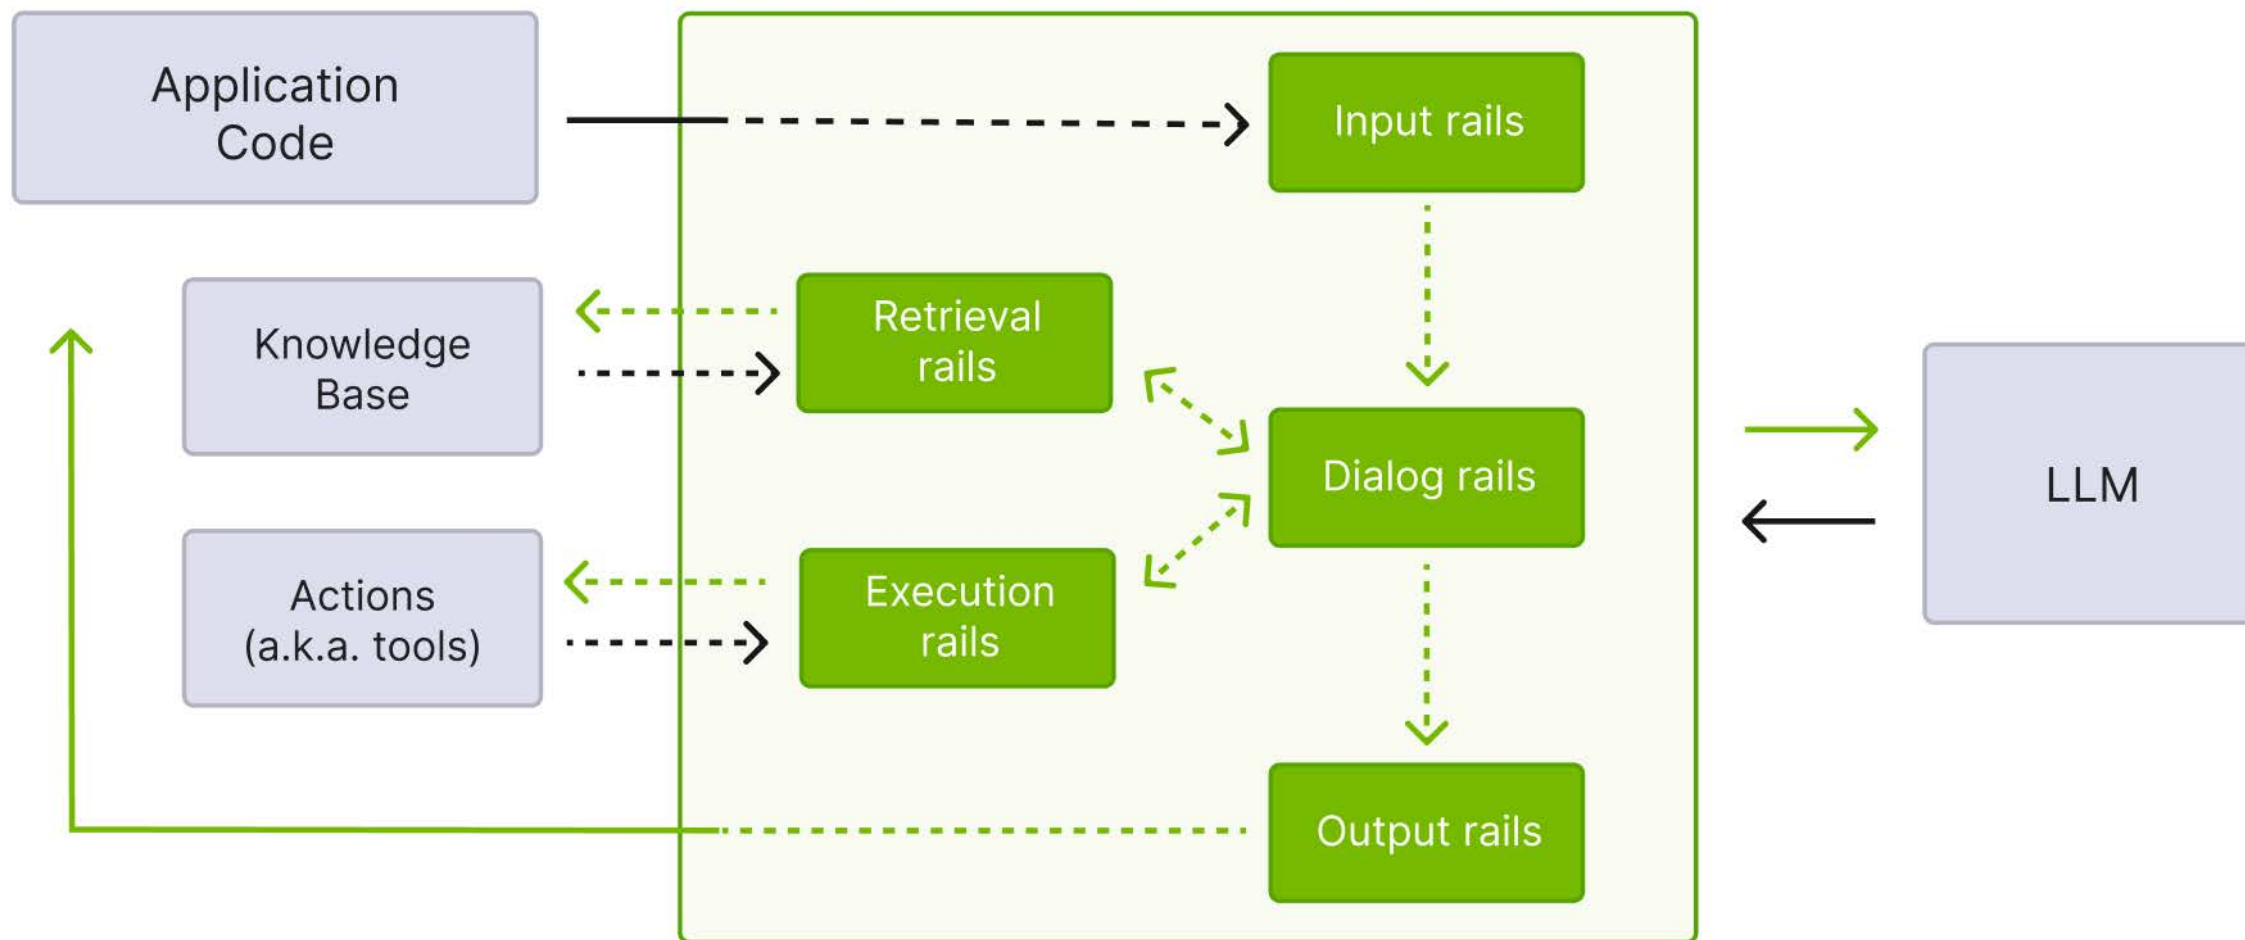 Application
Code
Input rails
Retrieval
rails
Knowledge
Base
Dialog rails
LLM
Execution
rails
Actions
(a.k.a. tools)
Output rails